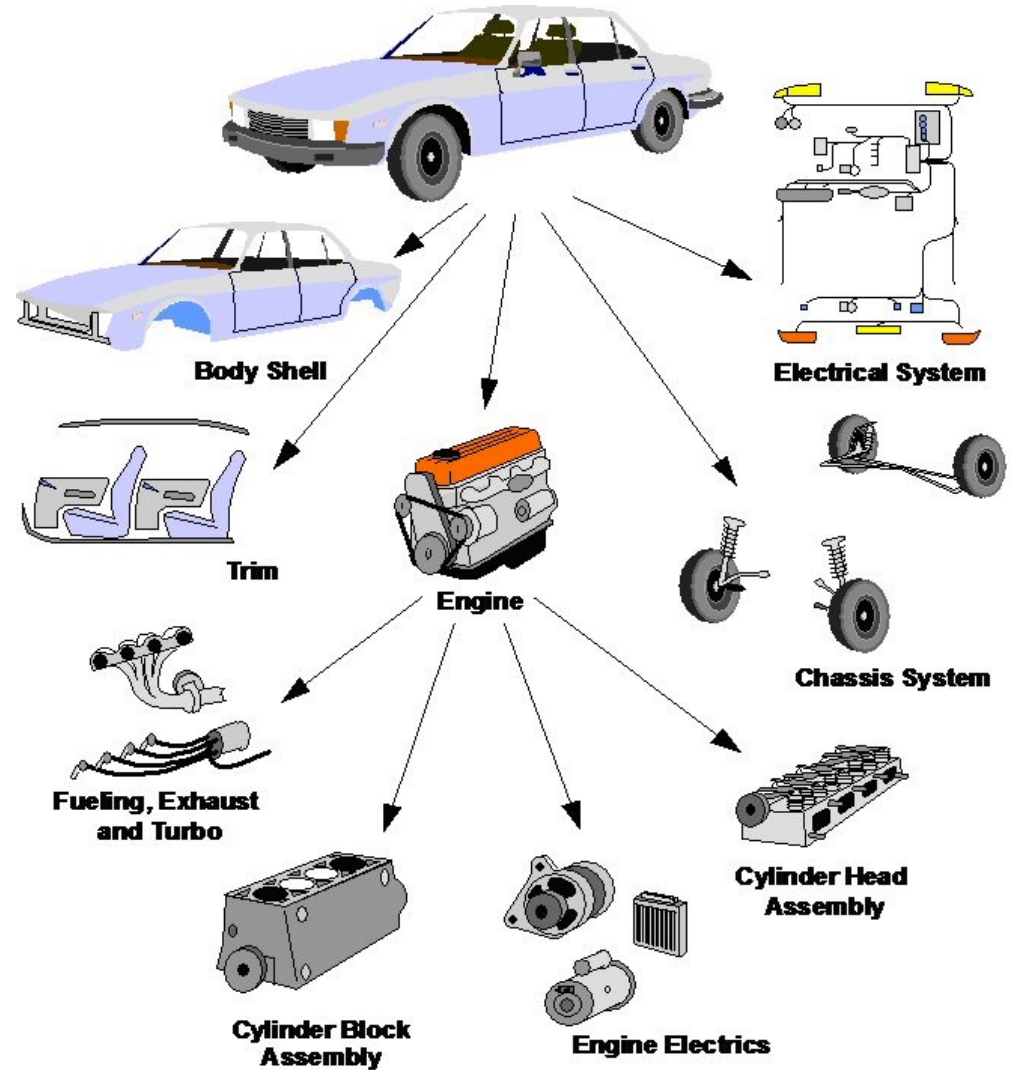 Body Shell
Electrical System
Trim
Engine
Chassis System
Fueling, Exhaust
and Turbo
Cylinder Head
Assembly
Cylinder Block
Assembly
Engine Electrics